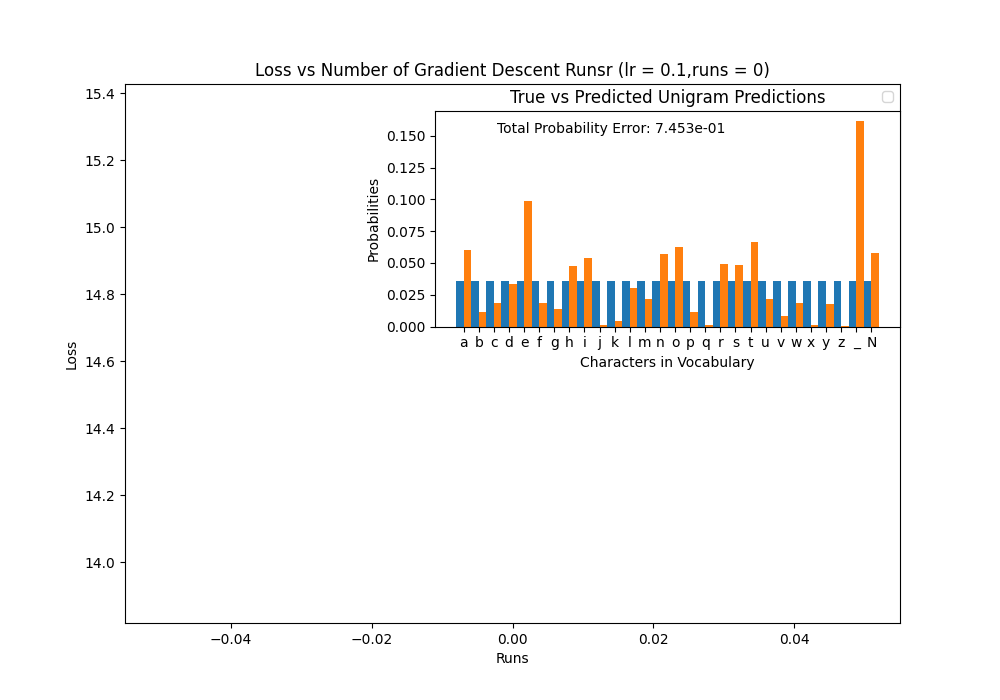 Loss vs Number of Gradient Descent Runsr (lr = 0.1,runs = 0)
15.4
15.2
15.0
14.8
14.6
14.4
14.2
14.0
Loss
−0.04 −0.02 0.00 0.02 0.04
Runs
True vs Predicted Unigram Predictions
Total Probability Error: 7.453e-01
0.150
0.125
0.100
0.075
0.050
0.025
0.000
Probabilities
a b c d e f g h i j k l m n o p q r s t u v w x y z _ N
Characters in Vocabulary